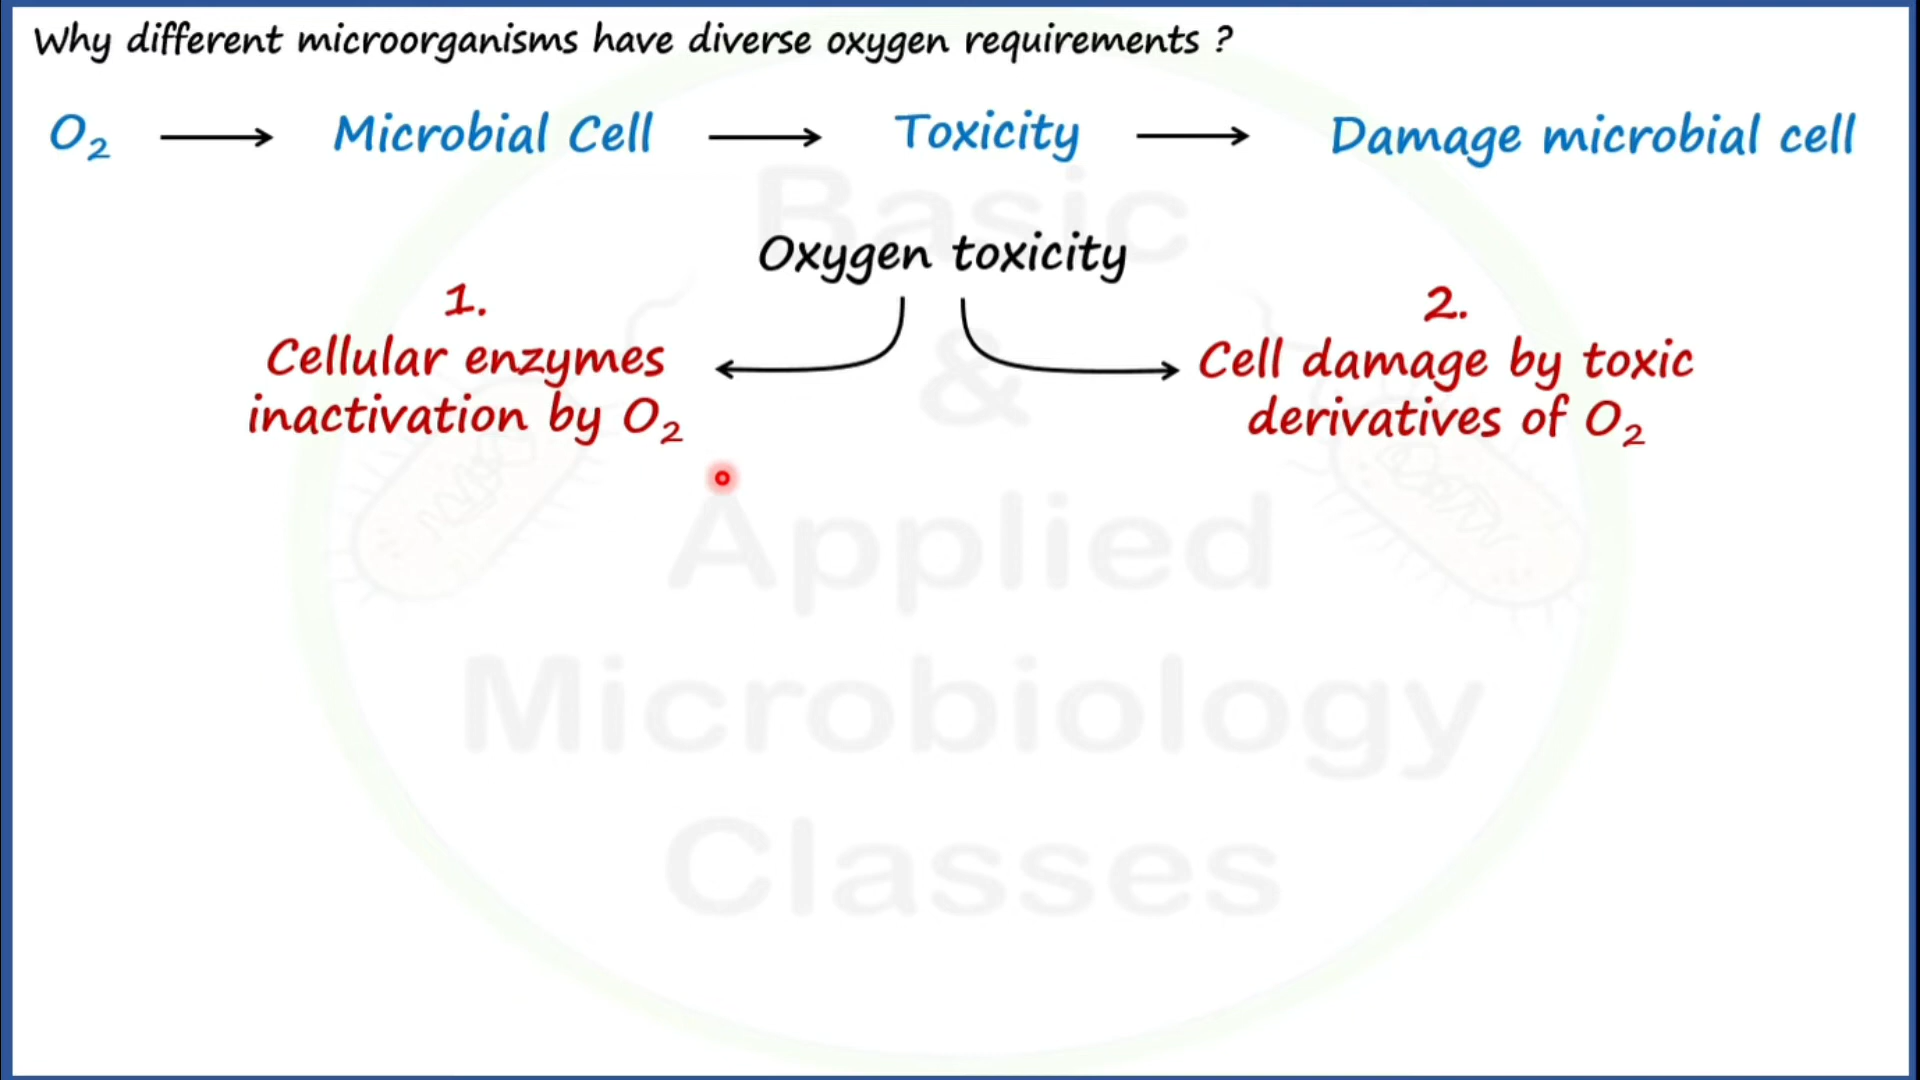 Why different microorganisms have diverse oxygen requirements ?
O₂ → Microbial Cell → Toxicity → Damage microbial cell
Oxygen toxicity
1.
Cellular enzymes
inactivation by O₂
2.
Cell damage by toxic
derivatives of O₂
Basic
&
Applied
Microbiology
Classes